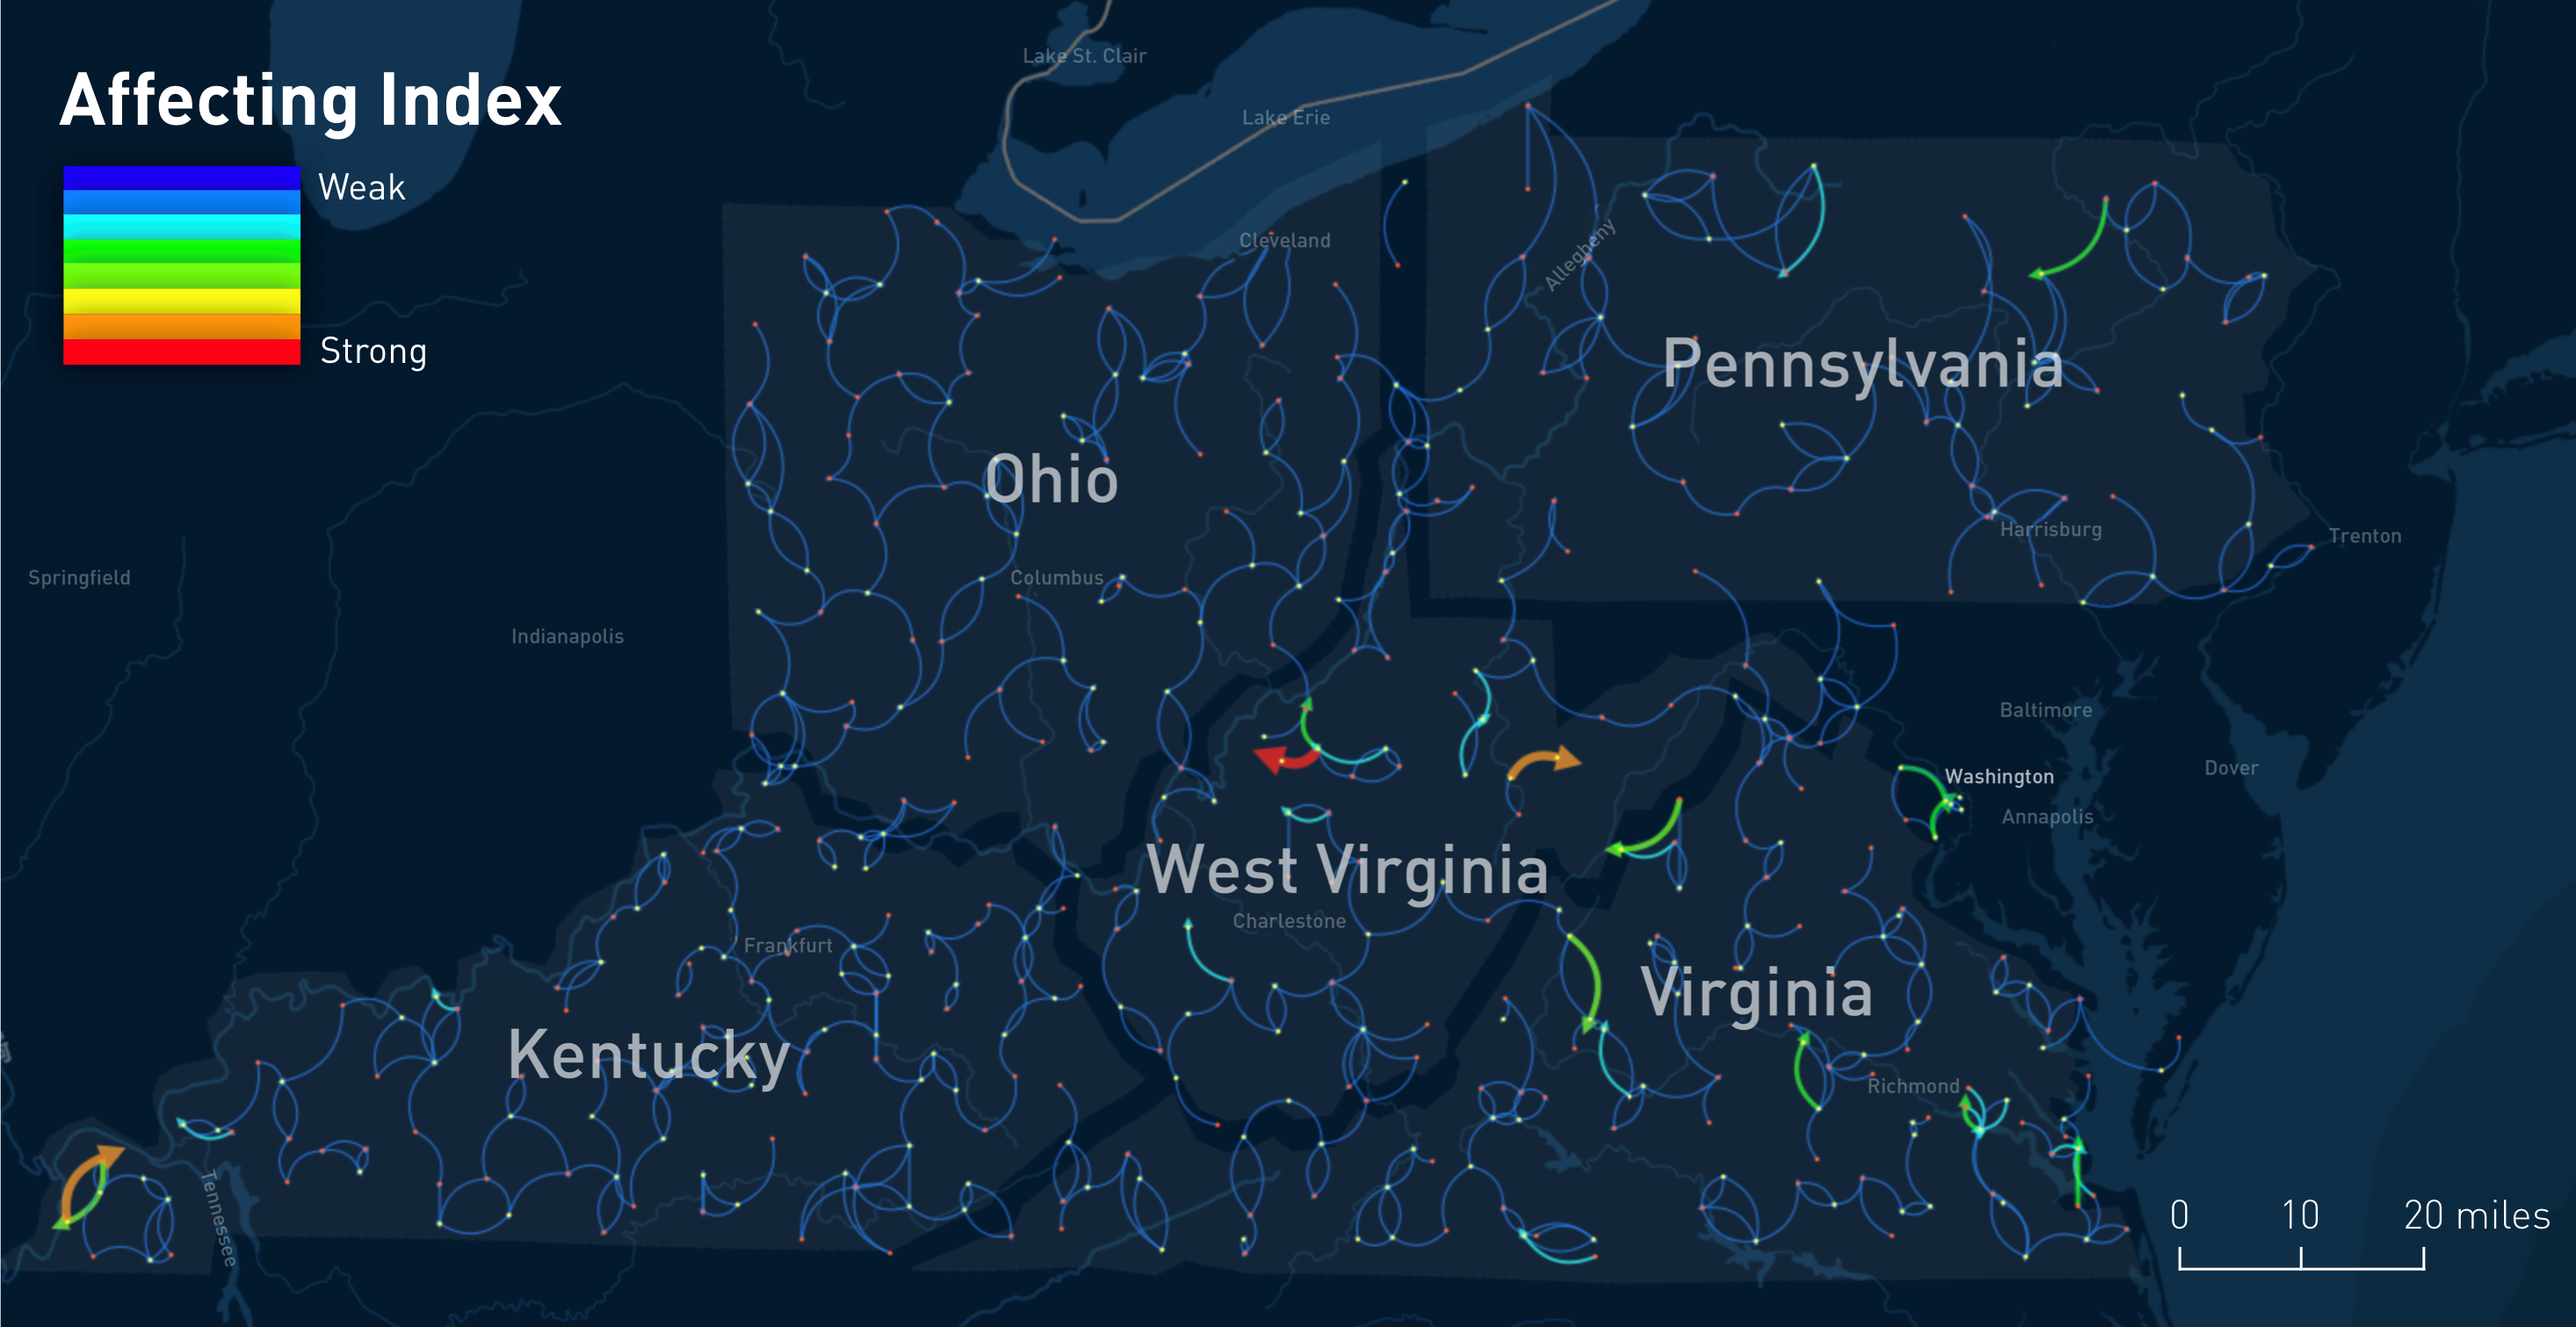 Affecting Index
Weak
Strong
Lake St. Clair
Lake Erie
Cleveland
Allegheny
Pennsylvania
Ohio
Harrisburg
Trenton
Springfield
Columbus
Indianapolis
Baltimore
Dover
Washington
Annapolis
West Virginia
Charlestone
Frankfurt
Virginia
Kentucky
Richmond
Tennessee
0 10 20 miles